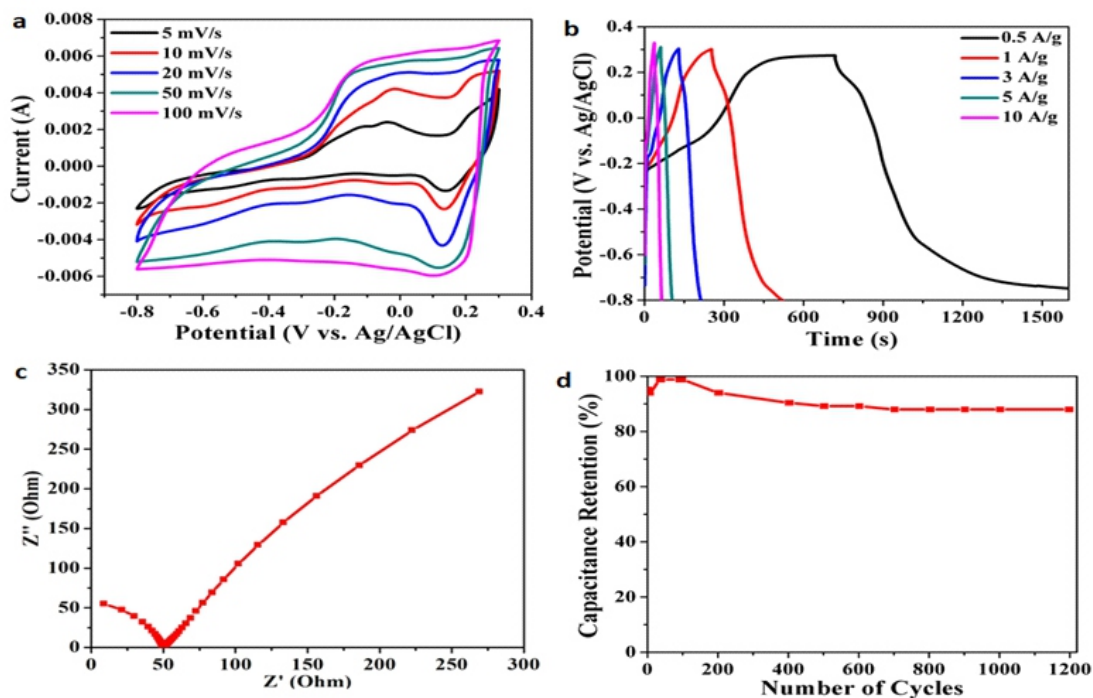 a
0.008
0.006
0.004
0.002
0.000
-0.002
-0.004
-0.006
Current (A)
5 mV/s
10 mV/s
20 mV/s
50 mV/s
100 mV/s
-0.8 -0.6 -0.4 -0.2 0.0 0.2 0.4
Potential (V vs. Ag/AgCl)
b
0.4
0.2
0.0
-0.2
-0.4
-0.6
-0.8
Potential (V vs. Ag/AgCl)
0.5 A/g
1 A/g
3 A/g
5 A/g
10 A/g
0 300 600 900 1200 1500
Time (s)
c
350
300
250
200
150
100
50
0
Z'' (Ohm)
0 50 100 150 200 250 300
Z' (Ohm)
d
100
80
60
40
20
0
Capacitance Retention (%)
0 200 400 600 800 1000 1200
Number of Cycles